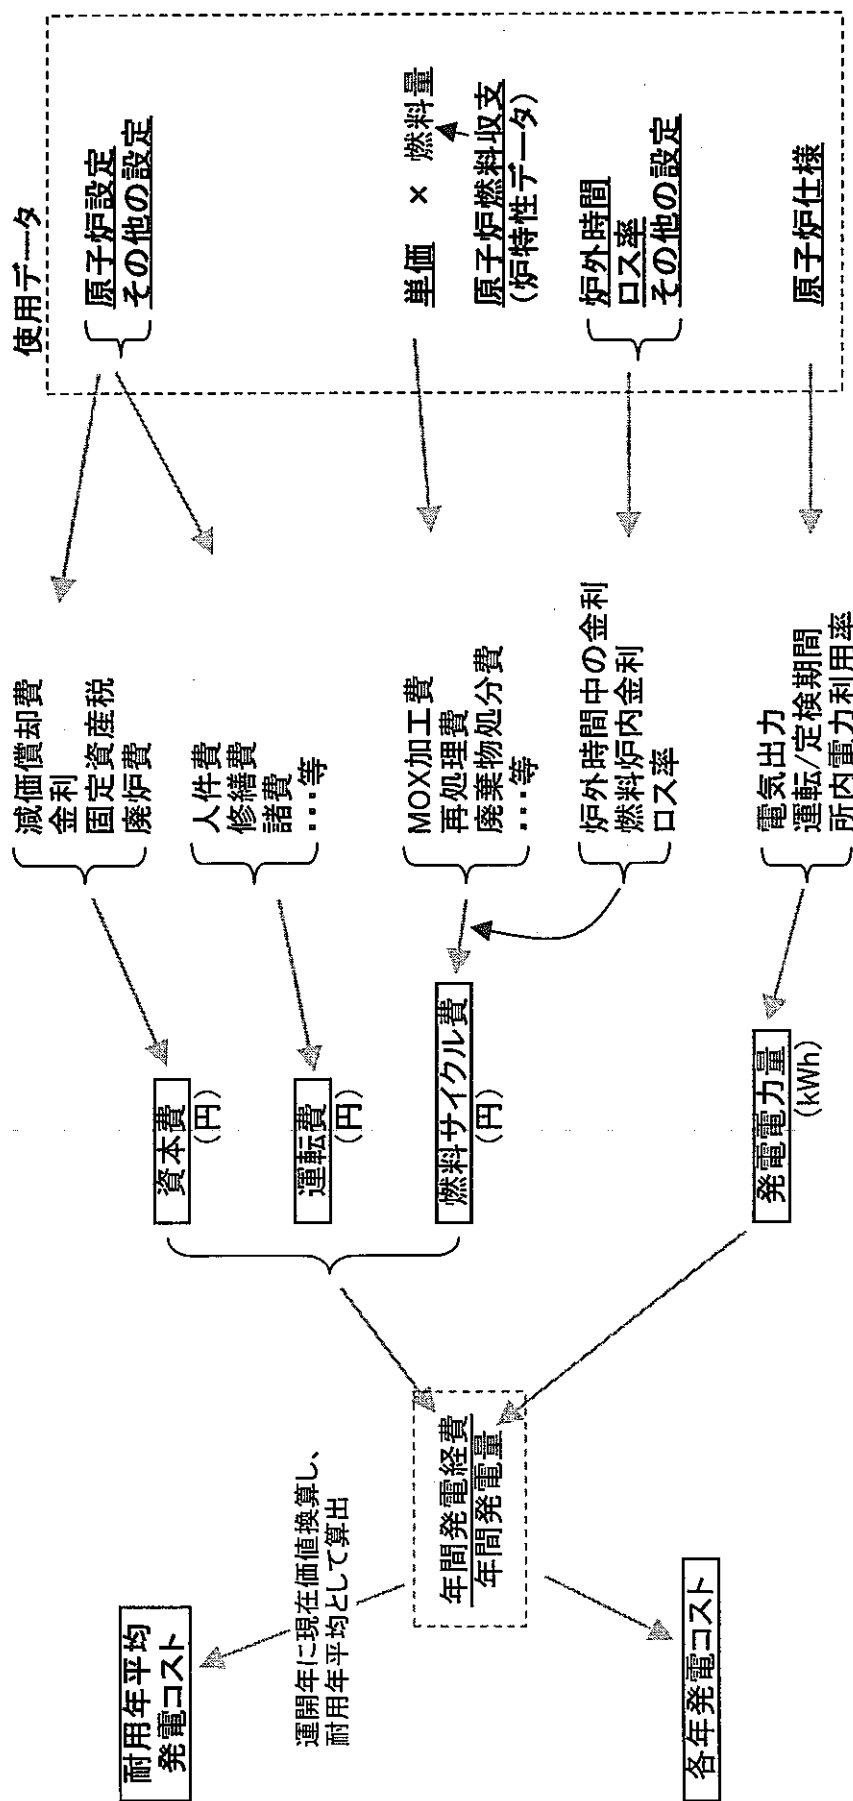 耐用年平均
発電コスト
運開年に現在価値換算し、
耐用年平均として算出
年間発電経費
年間発電量
各年発電コスト
資本費
(円)
運転費
(円)
燃料サイクル費
(円)
発電電力量
(kWh)
減価償却費
金利
固定資産税
廃炉費
人件費
修繕費
諸費
・・・等
MOX加工費
再処理費
廃棄物処分費
・・・等
炉外時間中の金利
燃料炉内金利
ロス率
電気出力
運転/定検期間
所内電力利用率
使用データ
原子炉設定
その他の設定
単価 × 燃料量
原子炉燃料収支
(炉特性データ)
炉外時間
ロス率
その他の設定
原子炉仕様